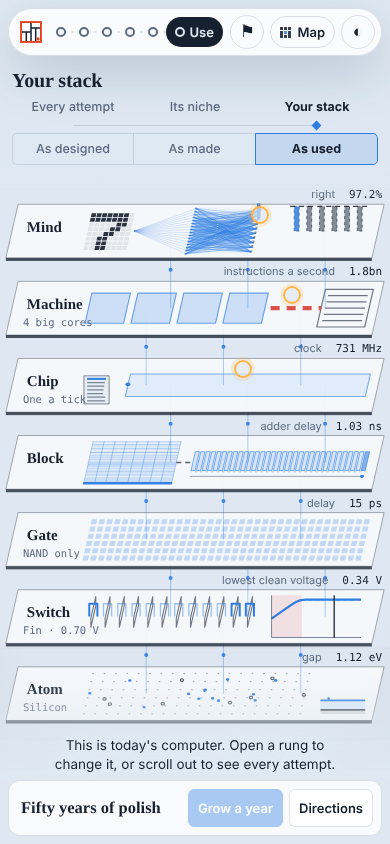 Use
Map
Your stack
Every attempt
Its niche
Your stack
As designed
As made
As used
right 97.2%
Mind
instructions a second 1.8bn
Machine
4 big cores
clock 731 MHz
Chip
One a tick
adder delay 1.03 ns
Block
delay 15 ps
Gate
NAND only
lowest clean voltage 0.34 V
Switch
Fin · 0.70 V
gap 1.12 eV
Atom
Silicon
This is today's computer. Open a rung to
change it, or scroll out to see every attempt.
Fifty years of polish
Grow a year
Directions